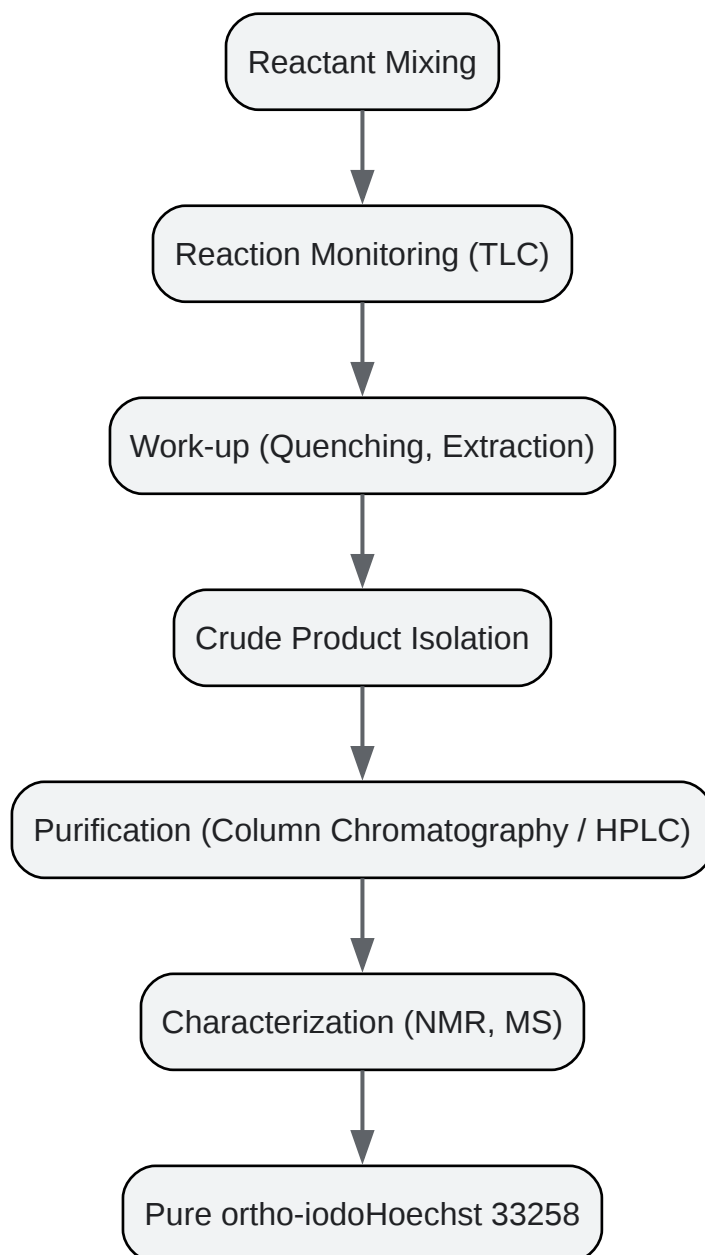 Reactant Mixing
Reaction Monitoring (TLC)
Work-up (Quenching, Extraction)
Crude Product Isolation
Purification (Column Chromatography / HPLC)
Characterization (NMR, MS)
Pure ortho-iodoHoechst 33258